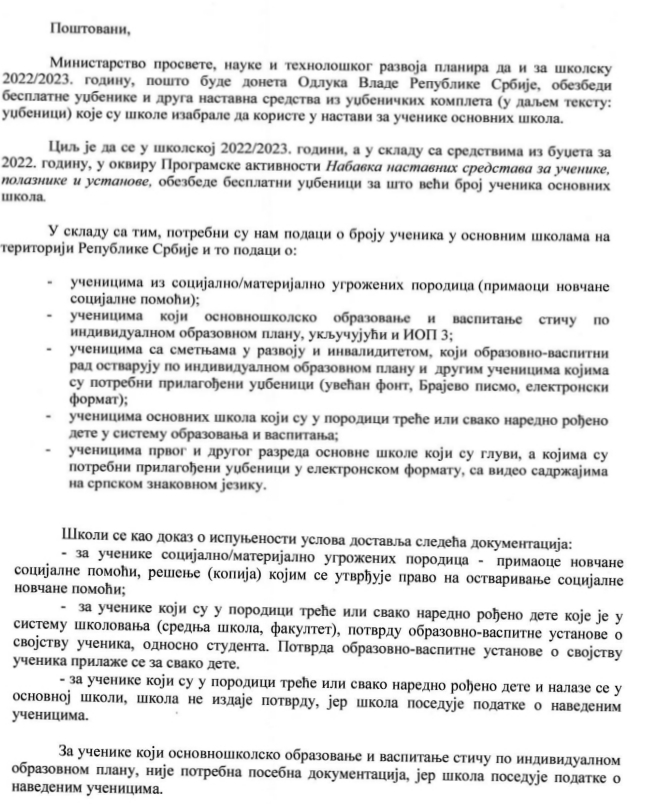 Поштовани,
Министарство просвете, науке и технолошког развоја планира да и за школску
2022/2023. годину, пошто буде донета Одлука Владе Републике Србије, обезбеди
бесплатне уџбенике и друга наставна средства из уџбеничких комплета (у даљем тексту:
уџбеници) које су школе изабрале да користе у настави за ученике основних школа.
Циљ је да се у школској 2022/2023. години, а у складу са средствима из буџета за
2022. годину, у оквиру Програмске активности Набавка наставних средстава за ученике,
полазнике и установе, обезбеде бесплатни уџбеници за што већи број ученика основних
школа.
У складу са тим, потребни су нам подаци о броју ученика у основним школама на
територији Републике Србије и то подаци о:
- ученицима из социјално/материјално угрожених породица (примаоци новчане
социјалне помоћи);
- ученицима који основношколско образовање и васпитање стичу по
индивидуалном образовном плану, укључујући и ИОП 3;
- ученицима са сметњама у развоју и инвалидитетом, који образовно-васпитни
рад остварују по индивидуалном образовном плану и другим ученицима којима
су потребни прилагођени уџбеници (увећан фонт, Брајево писмо, електронски
формат);
- ученицима основних школа који су у породици треће или свако наредно рођено
дете у систему образовања и васпитања;
- ученицима првог и другог разреда основне школе који су глуви, а којима су
потребни прилагођени уџбеници у електронском формату, са видео садржајима
на српском знаковном језику.
Школи се као доказ о испуњености услова доставља следећа документација:
- за ученике социјално/материјално угрожених породица - примаоце новчане
социјалне помоћи, решење (копија) којим се утврђује право на остваривање социјалне
новчане помоћи;
- за ученике који су у породици треће или свако наредно рођено дете које је у
систему школовања (средња школа, факултет), потврду образовно-васпитне установе о
својству ученика, односно студента. Потврда образовно-васпитне установе о својству
ученика прилаже се за свако дете.
- за ученике који су у породици треће или свако наредно рођено дете и налазе се у
основној школи, школа не издаје потврду, јер школа поседује податке о наведеним
ученицима.
За ученике који основношколско образовање и васпитање стичу по индивидуалном
образовном плану, није потребна посебна документација, јер школа поседује податке о
наведеним ученицима.